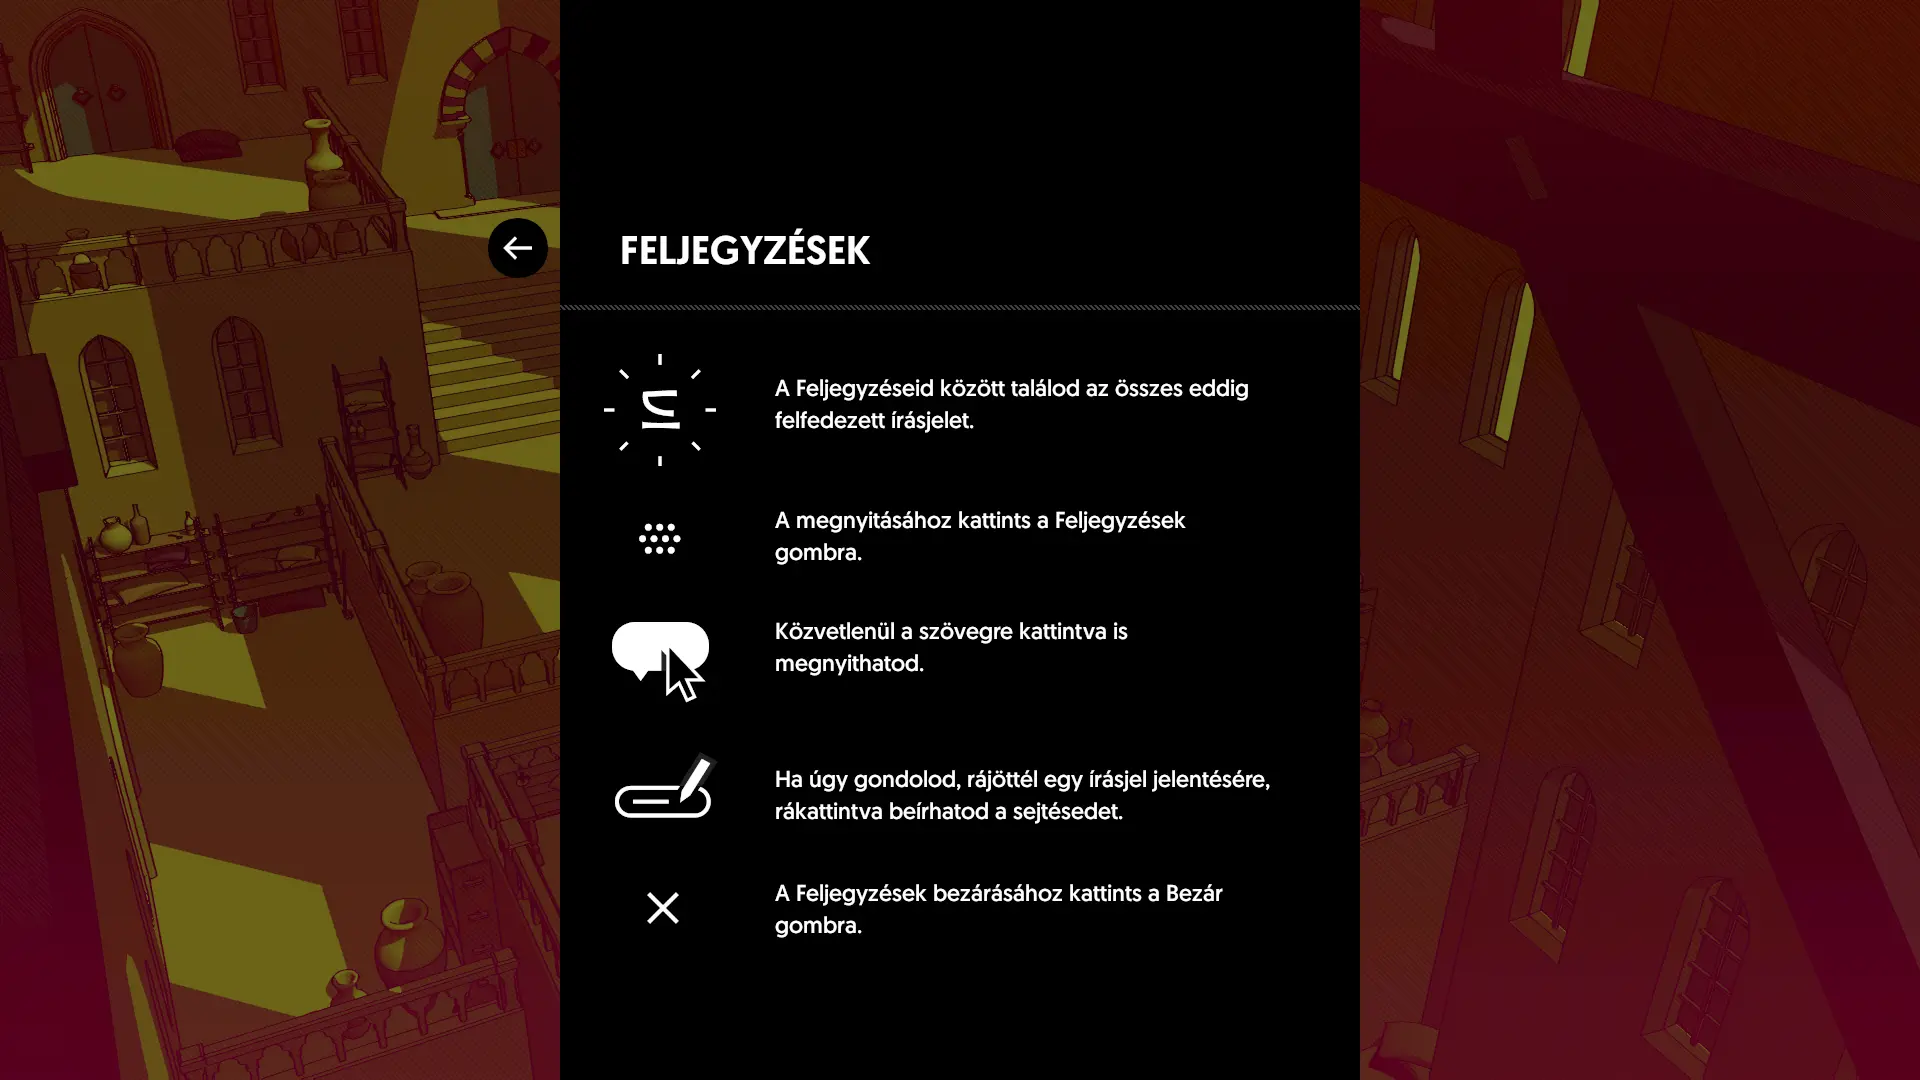 FELJEGYZÉSEK
A Feljegyzéseid között találod az összes eddig
felfedezett írásjelet.
A megnyitásához kattints a Feljegyzések
gombra.
Közvetlenül a szövegre kattintva is
megnyithatod.
Ha úgy gondolod, rájöttél egy írásjel jelentésére,
rákattintva beírhatod a sejtésedet.
A Feljegyzések bezárásához kattints a Bezár
gombra.